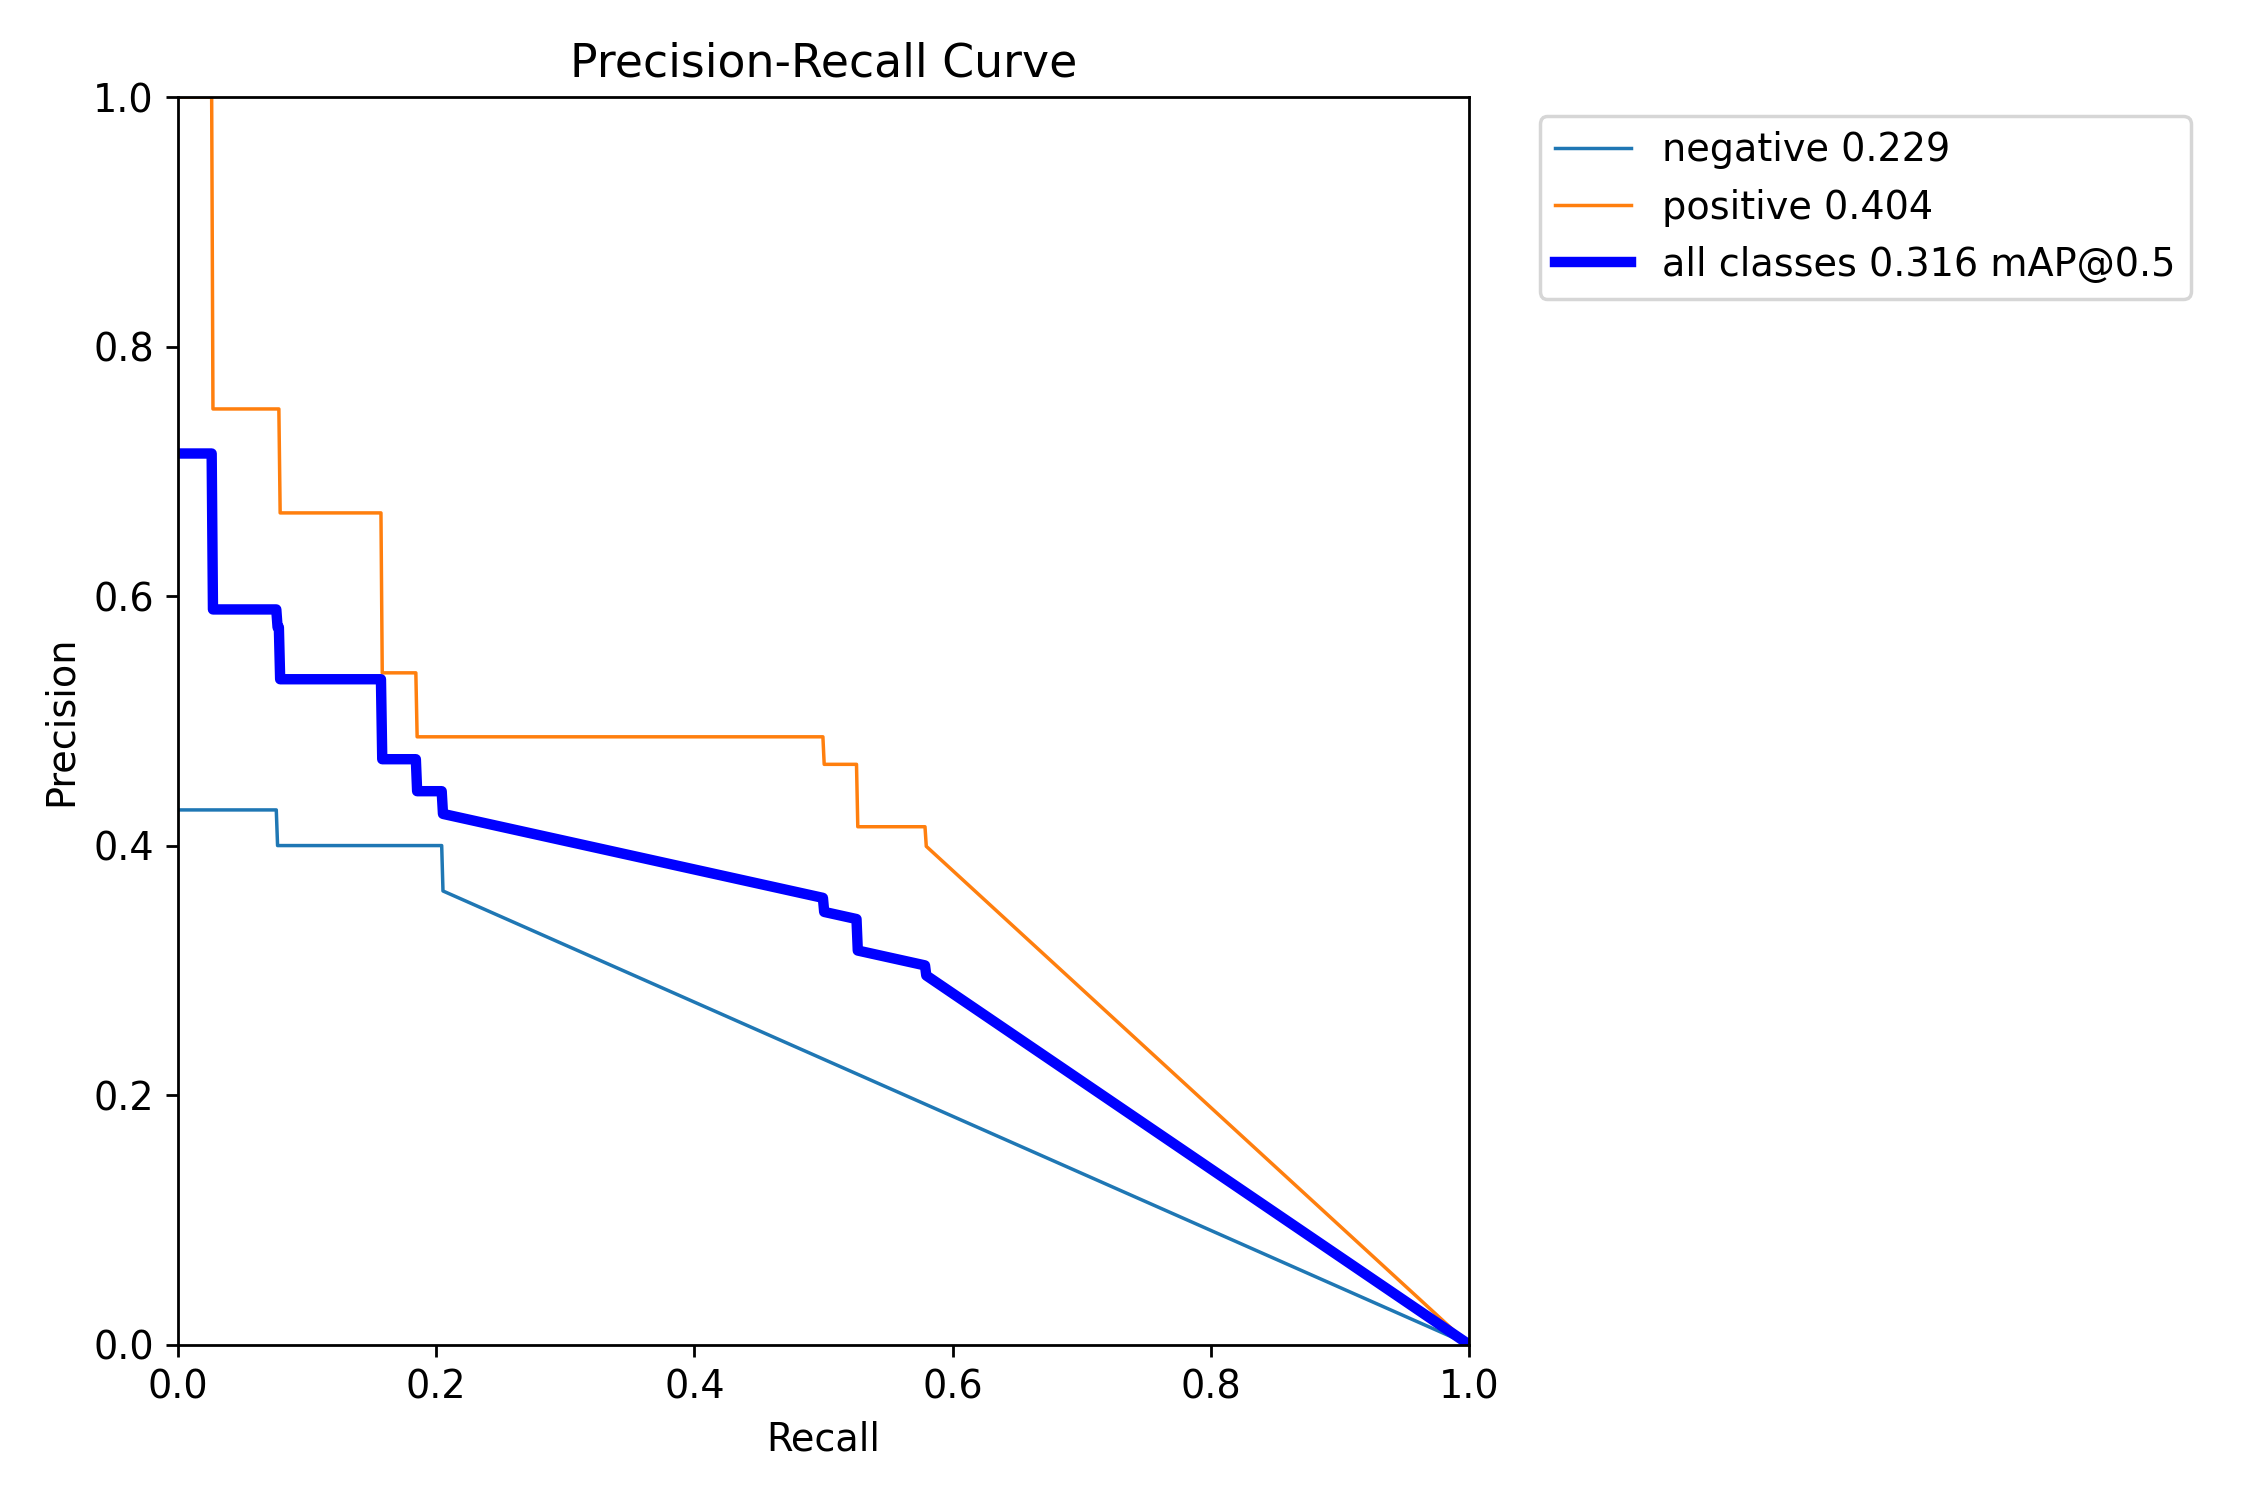 Precision-Recall Curve
1.0
0.8
0.6
0.4
0.2
0.0
Precision
0.0 0.2 0.4 0.6 0.8 1.0
Recall
negative 0.229
positive 0.404
all classes 0.316 mAP@0.5